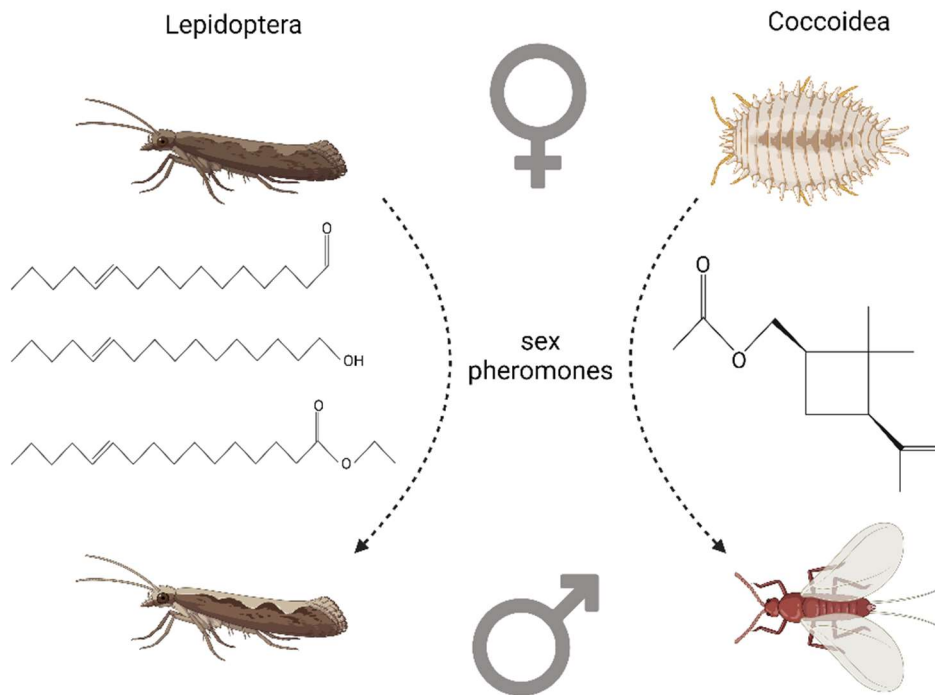 Lepidoptera
Coccoidea
O
OH
O
O
O
O
sex
pheromones